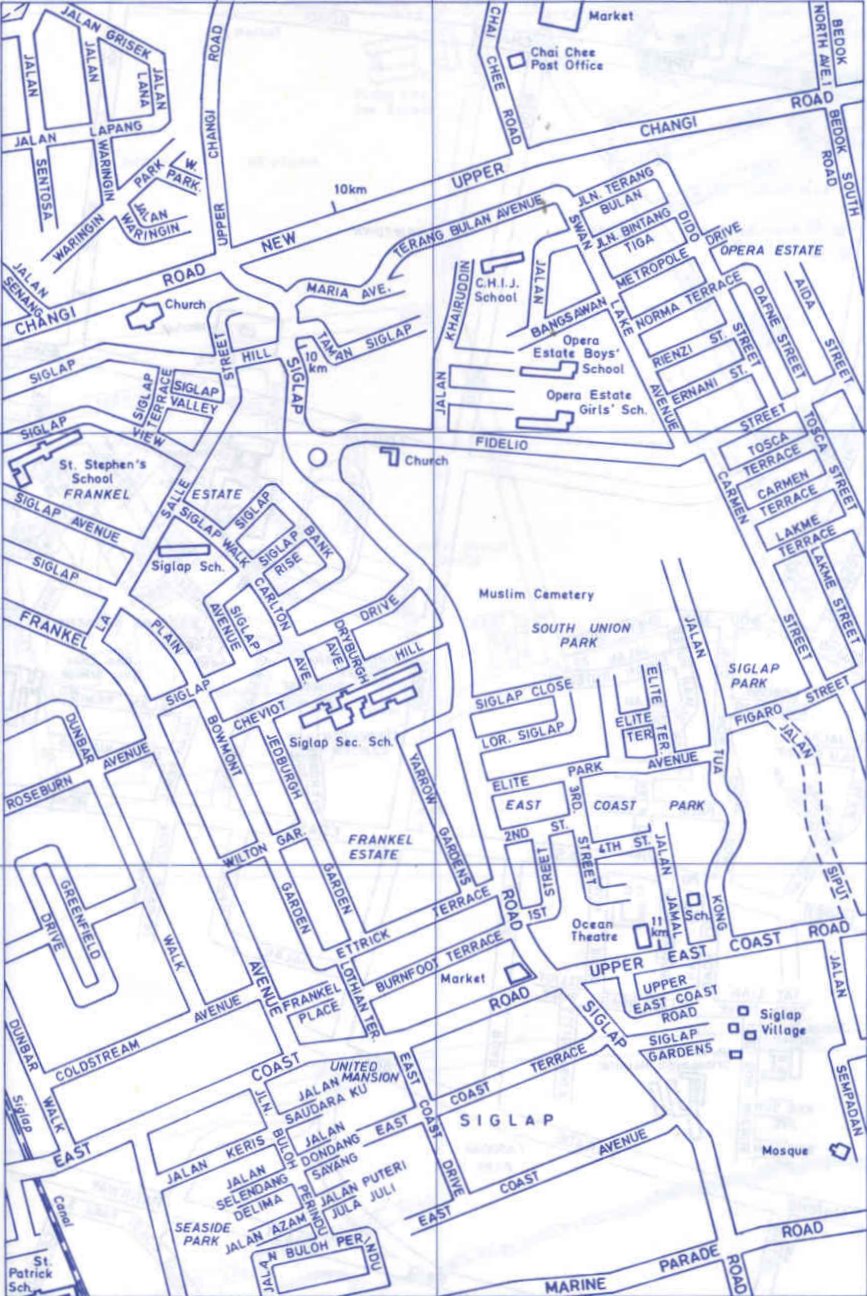 JALAN GRISEK
JALAN
JALAN
JALAN
LANA
JALAN LAPANG
SENTOSA
WARINGIN
PARK
W.
PARK.
JALAN
WARINGIN
WARINGIN
UPPER CHANGI ROAD
CHAI CHEE ROAD
Market
Chai Chee
Post Office
BEDOK
NORTH AVE. 1
BEDOK SOUTH
ROAD
NEW UPPER CHANGI ROAD
10km
JALAN
SENANG
CHANGI ROAD
Church
MARIA AVE.
TERANG BULAN AVENUE
JLN. TERANG
BULAN
JLN. BINTANG
TIGA
METROPOLE DRIVE
DIDO STREET
OPERA ESTATE
SWAN LAKE AVENUE
NORMA TERRACE
RIENZI ST.
ERNANI ST.
DAFNE STREET
AIDA STREET
C.H.I.J.
School
JALAN
BANGSAWAN
JALAN KHAIRUDDIN
Opera
Estate Boys'
School
Opera Estate
Girls' Sch.
SIGLAP HILL
STREET
10
km
TAMAN SIGLAP
SIGLAP
SIGLAP
TERRACE
SIGLAP
VALLEY
SIGLAP VIEW
St. Stephen's
School
FRANKEL ESTATE
FIDELIO STREET
Church
TOSCA
TERRACE
TOSCA STREET
CARMEN
TERRACE
CARMEN STREET
LAKME
TERRACE
LAKME STREET
SIGLAP AVENUE
LA SALLE
SIGLAP WALK
SIGLAP BANK
SIGLAP
RISE
Siglap Sch.
SIGLAP PLAIN
SIGLAP AVENUE
CARLTON AVE.
DRIVE
DRYBURGH
AVE.
Muslim Cemetery
SOUTH UNION
PARK
FRANKEL AVENUE
SIGLAP
CHEVIOT HILL
Siglap Sec. Sch.
JALAN TUA KONG
SIGLAP
PARK
FIGARO STREET
SIGLAP CLOSE
LOR. SIGLAP
ELITE
TER.
ELITE TER.
JALAN SIPUT
DUNBAR
ROSEBURN AVENUE
BOWMONT
JEDBURGH
YARROW GARDENS
ELITE PARK AVENUE
EAST COAST PARK
2ND ST.
3RD. STREET
4TH ST.
WILTON GAR.
FRANKEL
ESTATE
GARDEN
GARDEN
GREENFIELD
DRIVE
WALK
1ST STREET
JALAN JAMAL
Sch.
ETTRICK TERRACE
ROAD
Ocean
Theatre
11
km
BURNFOOT TERRACE
Market
UPPER EAST COAST ROAD
FRANKEL
PLACE
LOTHIAN TER.
COLDSTREAM AVENUE
DUNBAR WALK
SIGLAP
UPPER
EAST COAST
ROAD
SIGLAP
GARDENS
Siglap
Village
JALAN SEMPADAN
EAST COAST ROAD
UNITED
MANSION
JALAN
SAUDARA KU
EAST COAST TERRACE
EAST COAST DRIVE
SIGLAP
EAST COAST AVENUE
Mosque
Siglap
Canal
JALAN KERIS
JLN. BULOH PERINDU
JALAN
DONDANG
SAYANG
JALAN
SELENDANG
DELIMA
JALAN PUTERI
JULA JULI
JALAN AZAM
JALAN BULOH PERINDU
SEASIDE
PARK
St.
Patrick
Sch.
MARINE PARADE ROAD
ROAD